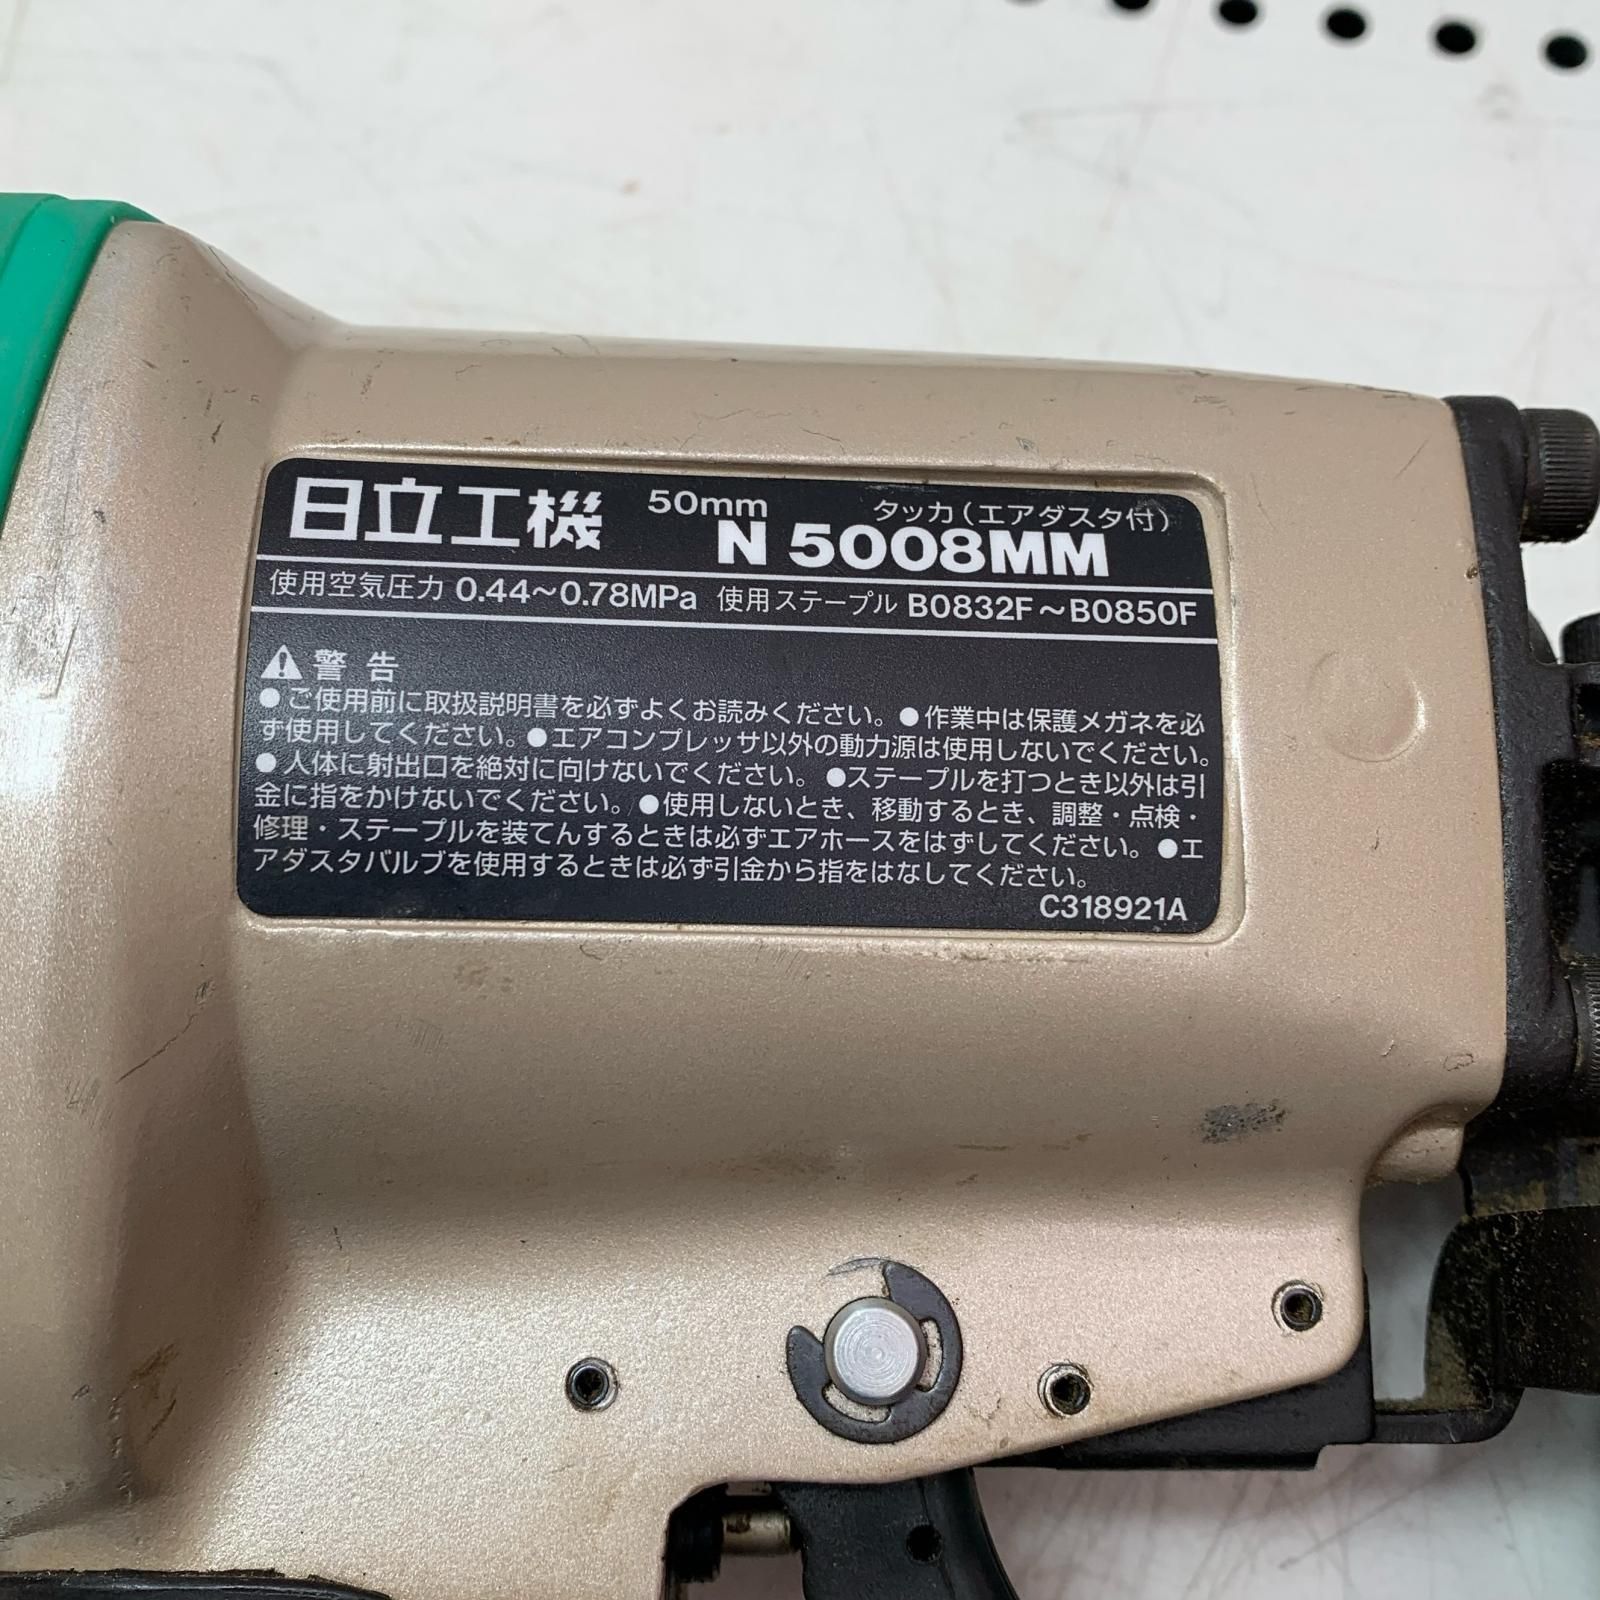 日立工機 50mm タッカ(エアダスタ付)
N 5008MM
使用空気圧力 0.44～0.78MPa 使用ステープル B0832F～B0850F
⚠警告
●ご使用前に取扱説明書を必ずよくお読みください。●作業中は保護メガネを必
ず使用してください。●エアコンプレッサ以外の動力源は使用しないでください。
●人体に射出口を絶対に向けないでください。●ステープルを打つとき以外は引
金に指をかけないでください。●使用しないとき、移動するとき、調整・点検・
修理・ステープルを装てんするときは必ずエアホースをはずしてください。●エ
アダスタバルブを使用するときは必ず引金から指をはなしてください。
C318921A